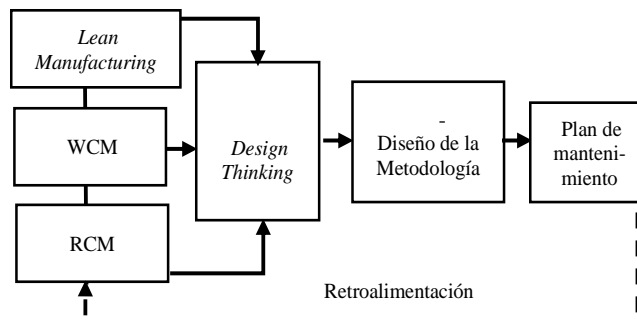 Lean
Manufacturing
WCM
RCM
Design
Thinking
-
Diseño de la
Metodología
Plan de
manteni-
miento
Retroalimentación